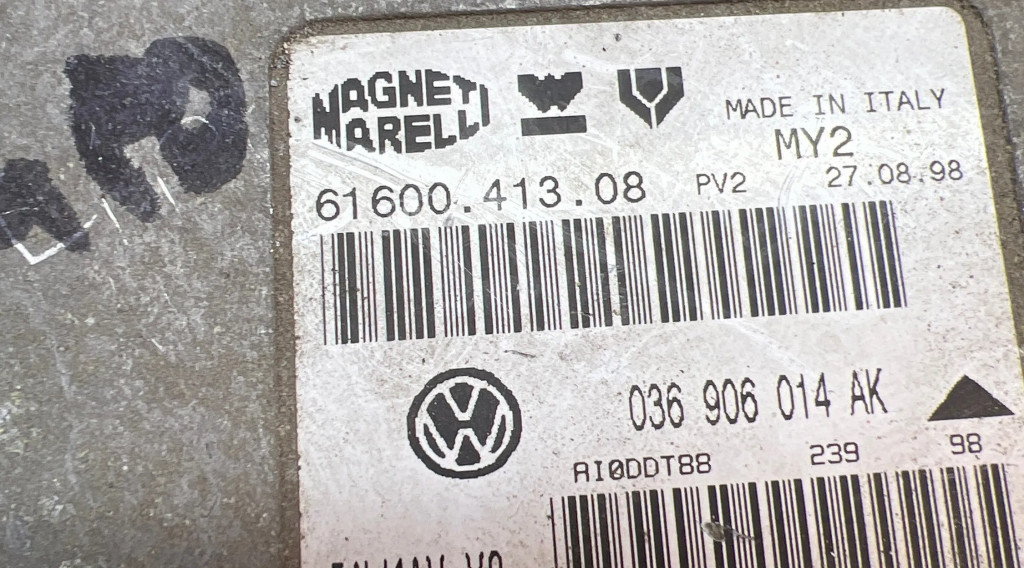 MAGNETI
MARELLI
MADE IN ITALY
MY2
61600.413.08 PV2 27.08.98
036 906 014 AK
AI0DDT88 239 98